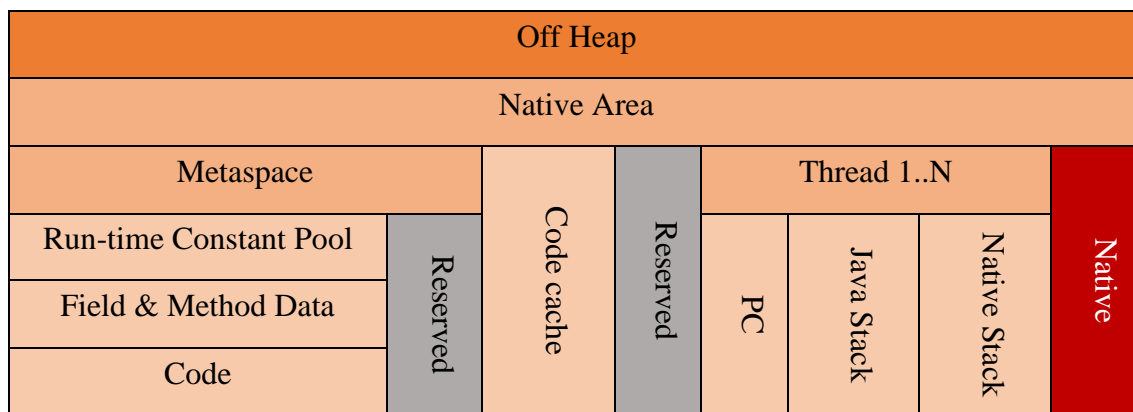 Off Heap
Native Area
Metaspace
Thread 1..N
Run-time Constant Pool
Field & Method Data
Code
Reserved
Code cache
Reserved
PC
Java Stack
Native Stack
Native